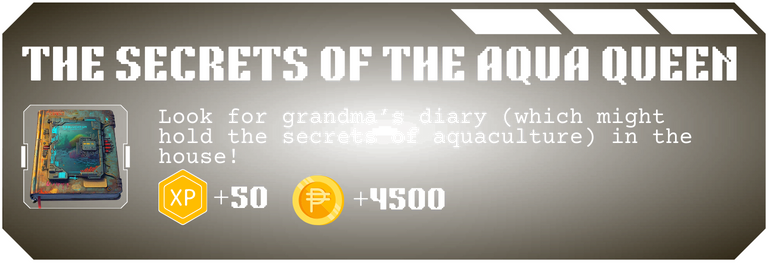 THE SECRETS OF THE AQUA QUEEN
Look for grandma's diary (which might
hold the secrets of aquaculture) in the
house!
XP +50 ₱ +4500